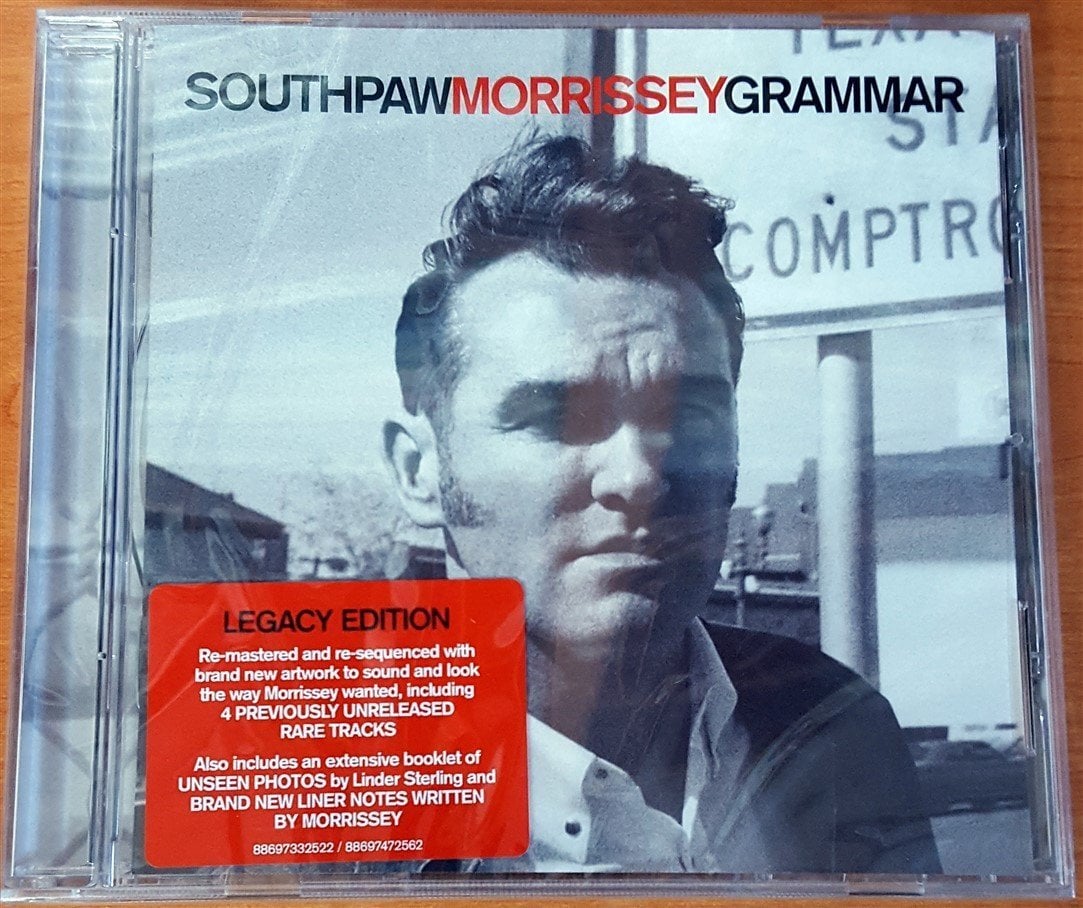 SOUTHPAWMORRISSEYGRAMMAR
COMPTRO
LEGACY EDITION
Re-mastered and re-sequenced with
brand new artwork to sound and look
the way Morrissey wanted, including
4 PREVIOUSLY UNRELEASED
RARE TRACKS
Also includes an extensive booklet of
UNSEEN PHOTOS by Linder Sterling and
BRAND NEW LINER NOTES WRITTEN
BY MORRISSEY
88697332522 / 88697472562